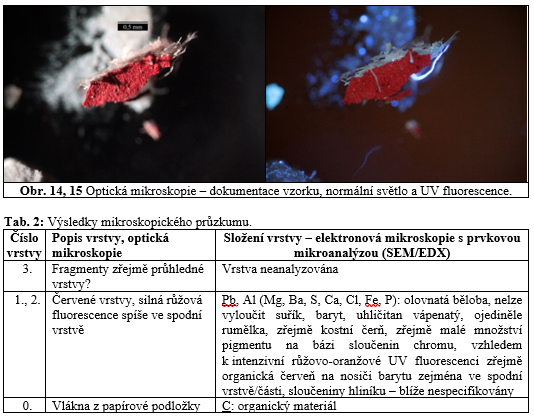 0,5 mm
Obr. 14, 15 Optická mikroskopie – dokumentace vzorku, normální světlo a UV fluorescence.
Tab. 2: Výsledky mikroskopického průzkumu.
Číslo vrstvy Popis vrstvy, optická mikroskopie Složení vrstvy – elektronová mikroskopie s prvkovou mikroanalýzou (SEM/EDX)
3. Fragmenty zřejmě průhledné vrstvy? Vrstva neanalyzována
1., 2. Červené vrstvy, silná růžová fluorescence spíše ve spodní vrstvě
Pb, Al (Mg, Ba, S, Ca, Cl, Fe, P): olovnatá běloba, nelze
vyloučit suřík, baryt, uhličitan vápenatý, ojediněle
rumělka, zřejmě kostní čerň, zřejmě malé množství
pigmentu na bázi sloučenin chromu, vzhledem
k intenzivní růžovo-oranžové UV fluorescenci zřejmě
organická červeň na nosiči barytu zejména ve spodní
vrstvě/části, sloučeniny hliníku – blíže nespecifikovány
0. Vlákna z papírové podložky C: organický materiál